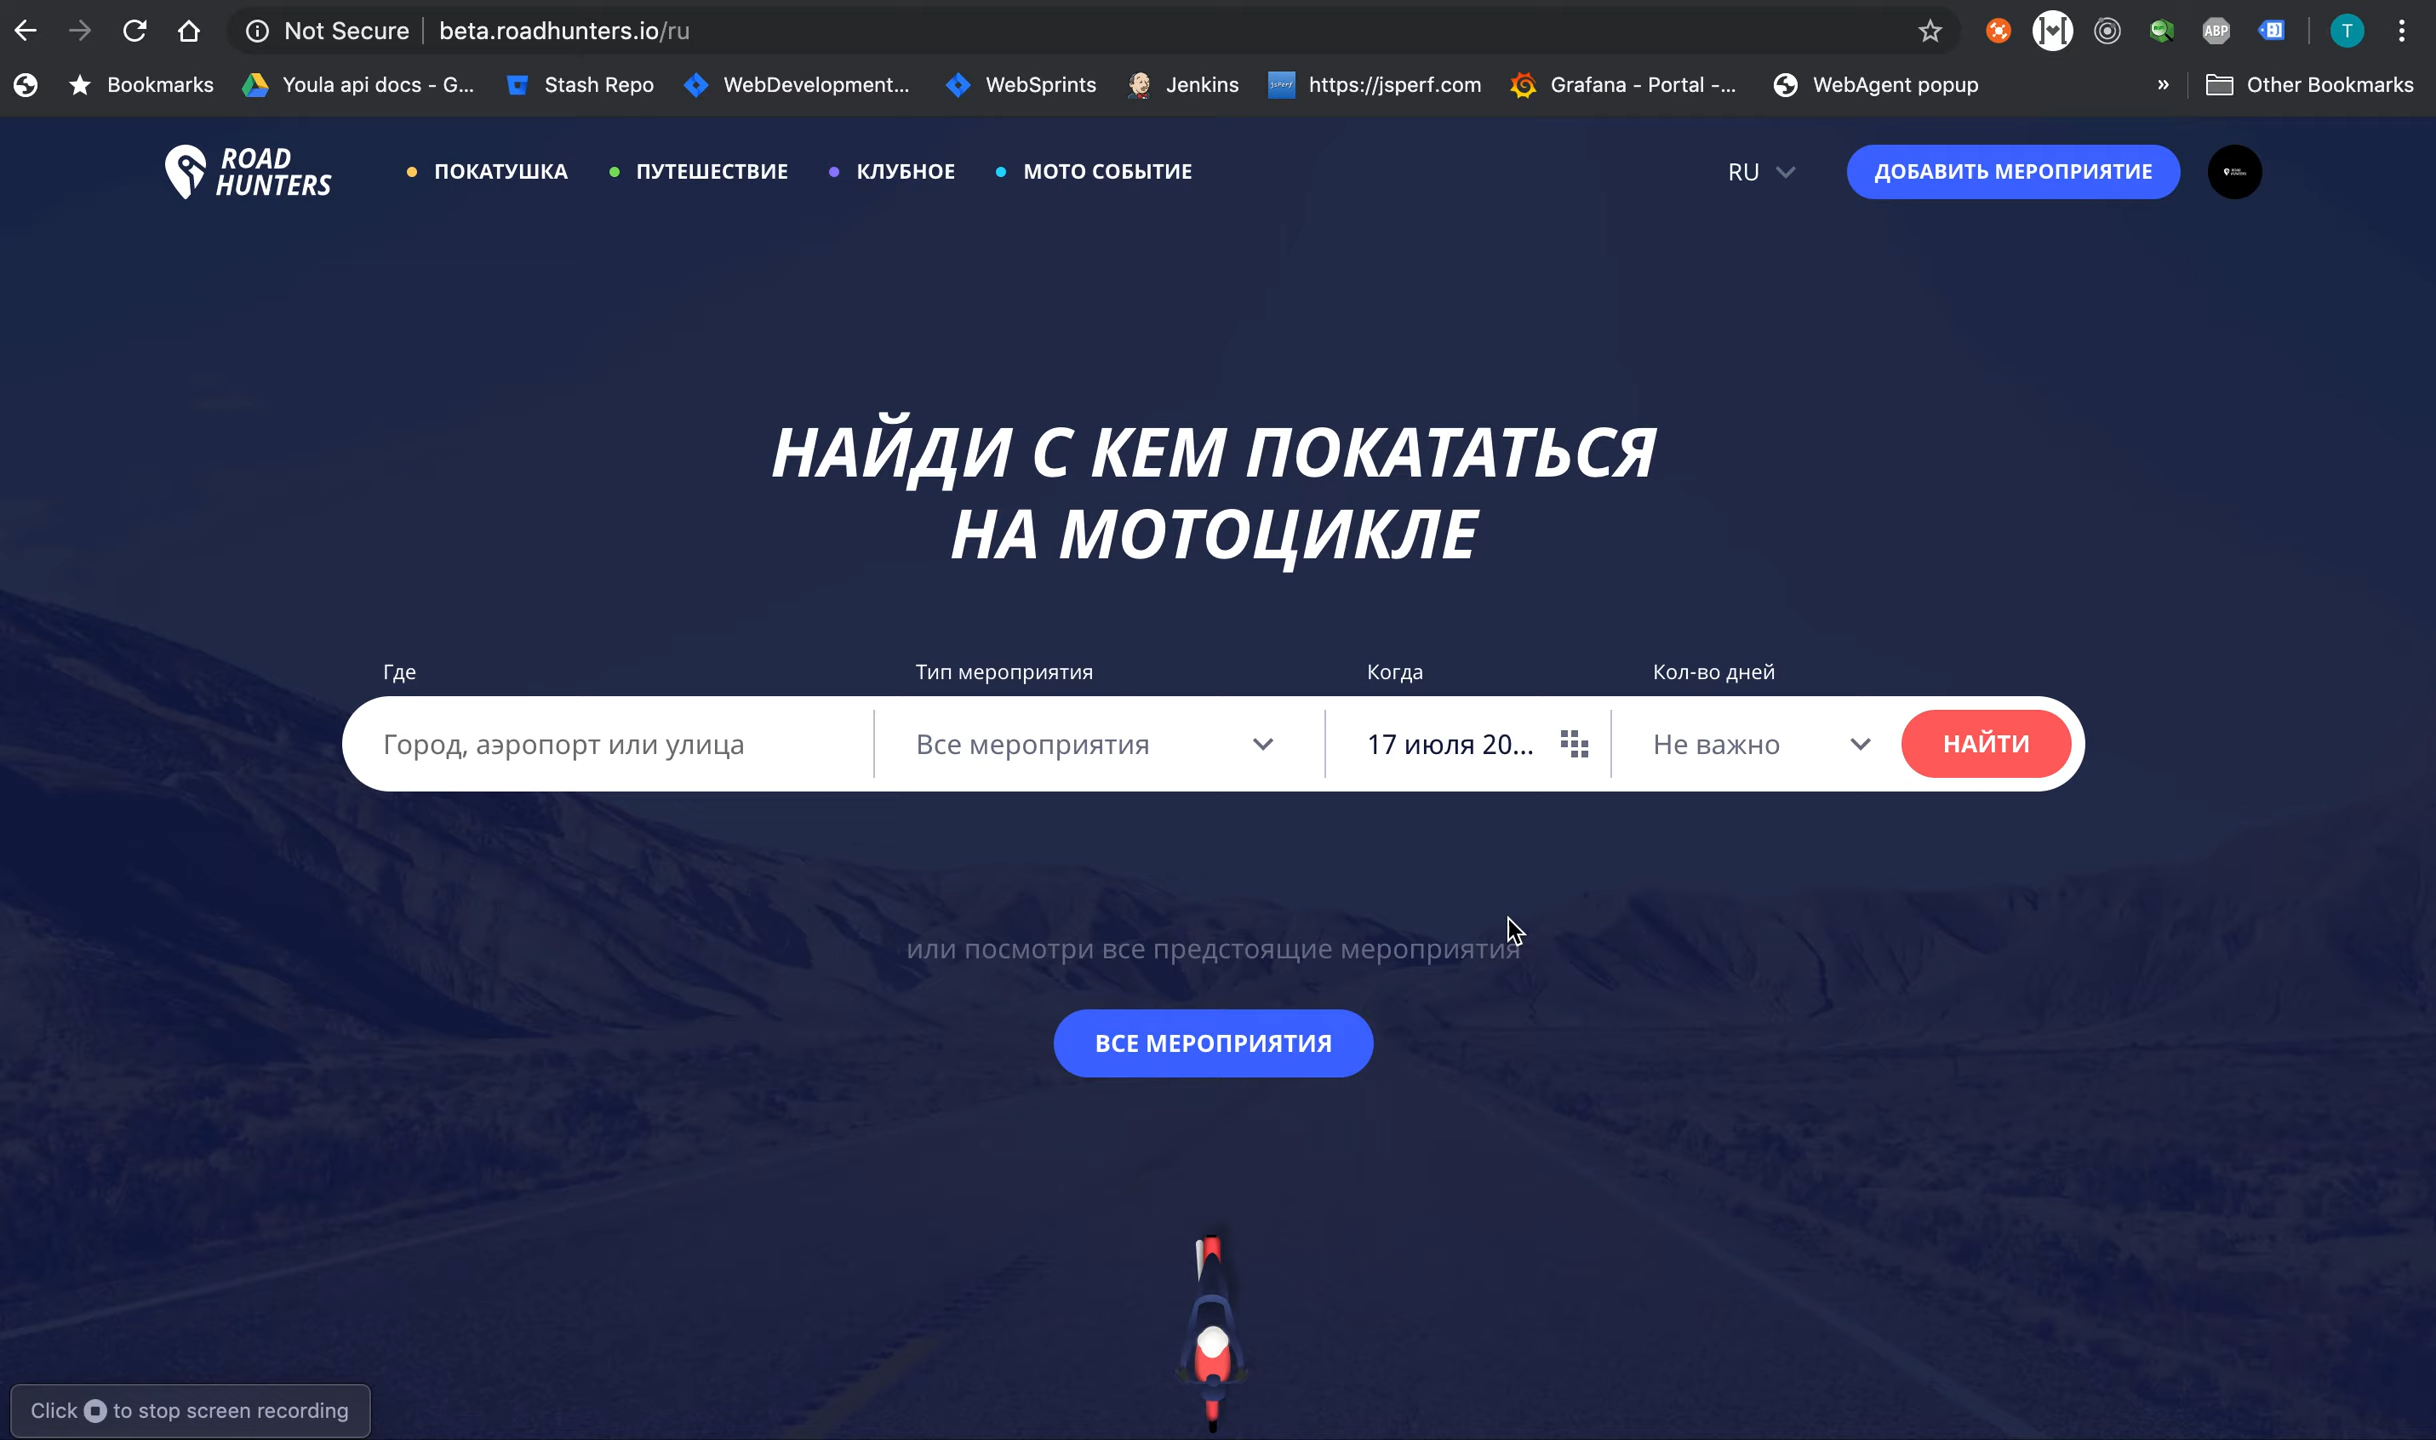 Not Secure
beta.roadhunters.io/ru
ABP
T
Bookmarks
Youla api docs - G...
Stash Repo
WebDevelopment...
WebSprints
Jenkins
https://jsperf.com
Grafana - Portal -...
WebAgent popup
»
Other Bookmarks
ROAD
HUNTERS
ПОКАТУШКА
ПУТЕШЕСТВИЕ
КЛУБНОЕ
МОТО СОБЫТИЕ
RU
ДОБАВИТЬ МЕРОПРИЯТИЕ
НАЙДИ С КЕМ ПОКАТАТЬСЯ
НА МОТОЦИКЛЕ
Где
Тип мероприятия
Когда
Кол-во дней
Город, аэропорт или улица
Все мероприятия
17 июля 20...
Не важно
НАЙТИ
или посмотри все предстоящие мероприятия
ВСЕ МЕРОПРИЯТИЯ
Click to stop screen recording